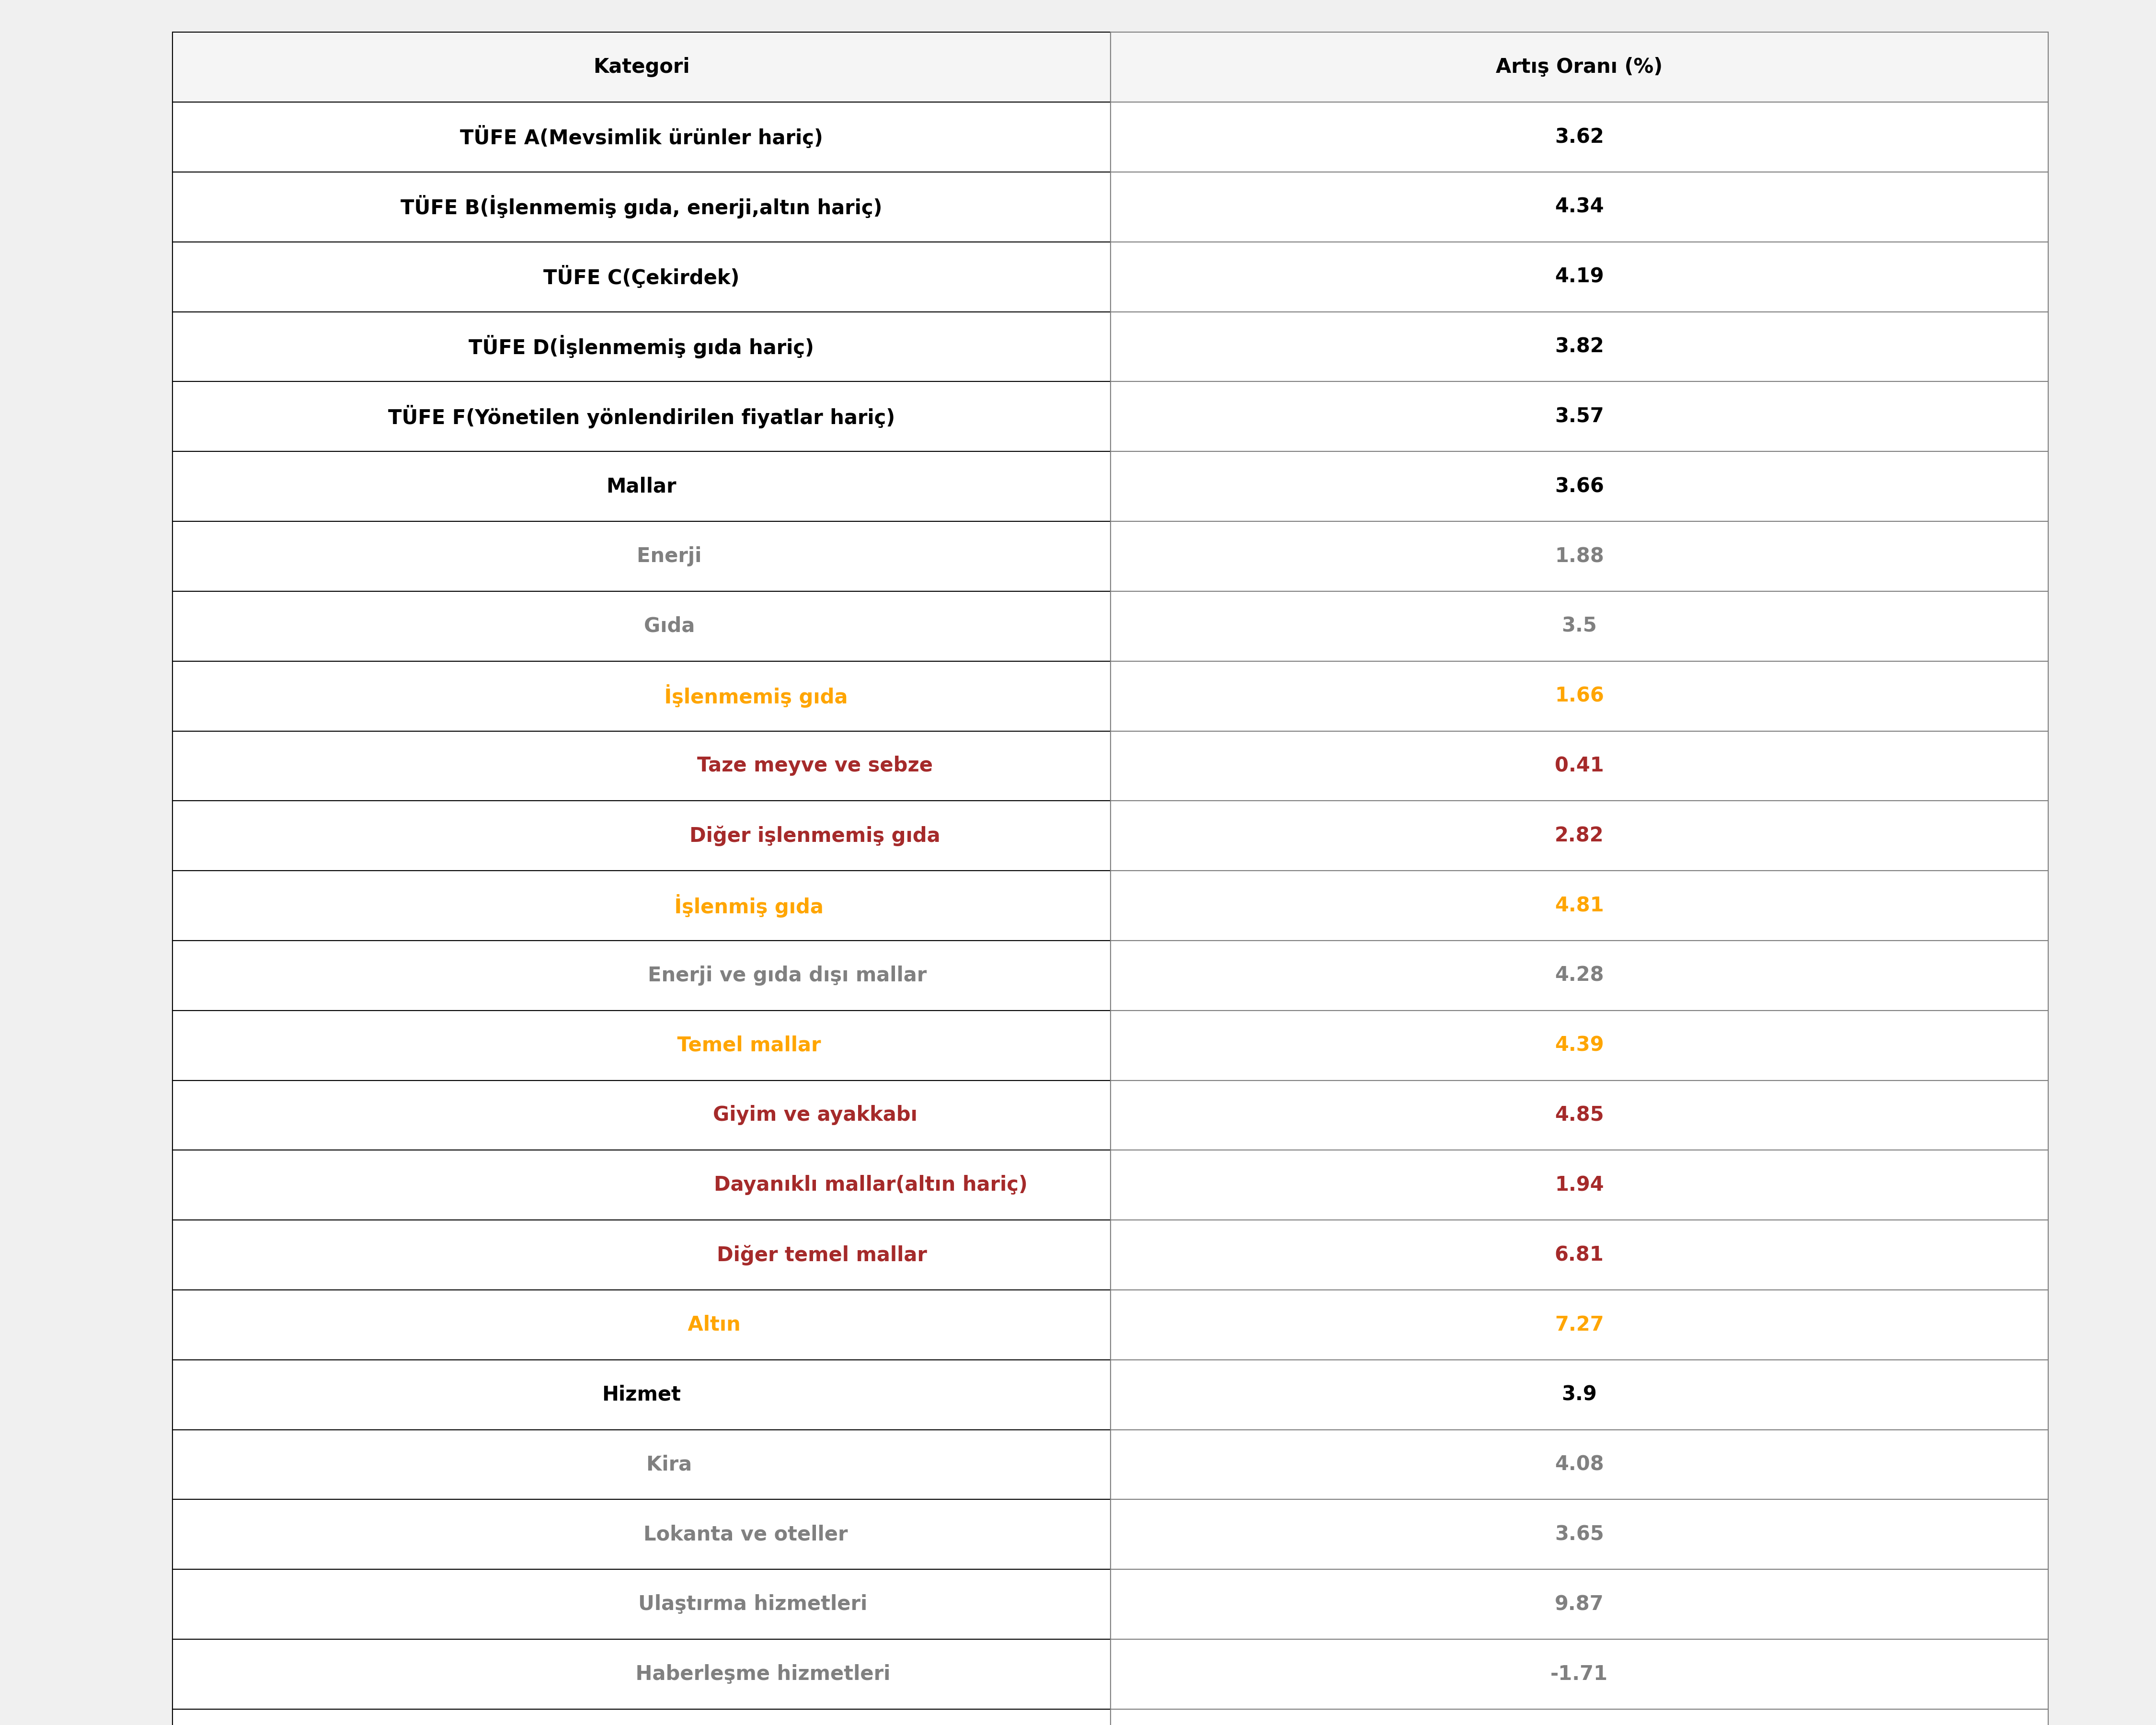 Kategori Artış Oranı (%)
TÜFE A(Mevsimlik ürünler hariç) 3.62
TÜFE B(İşlenmemiş gıda, enerji,altın hariç) 4.34
TÜFE C(Çekirdek) 4.19
TÜFE D(İşlenmemiş gıda hariç) 3.82
TÜFE F(Yönetilen yönlendirilen fiyatlar hariç) 3.57
Mallar 3.66
Enerji 1.88
Gıda 3.5
İşlenmemiş gıda 1.66
Taze meyve ve sebze 0.41
Diğer işlenmemiş gıda 2.82
İşlenmiş gıda 4.81
Enerji ve gıda dışı mallar 4.28
Temel mallar 4.39
Giyim ve ayakkabı 4.85
Dayanıklı mallar(altın hariç) 1.94
Diğer temel mallar 6.81
Altın 7.27
Hizmet 3.9
Kira 4.08
Lokanta ve oteller 3.65
Ulaştırma hizmetleri 9.87
Haberleşme hizmetleri -1.71